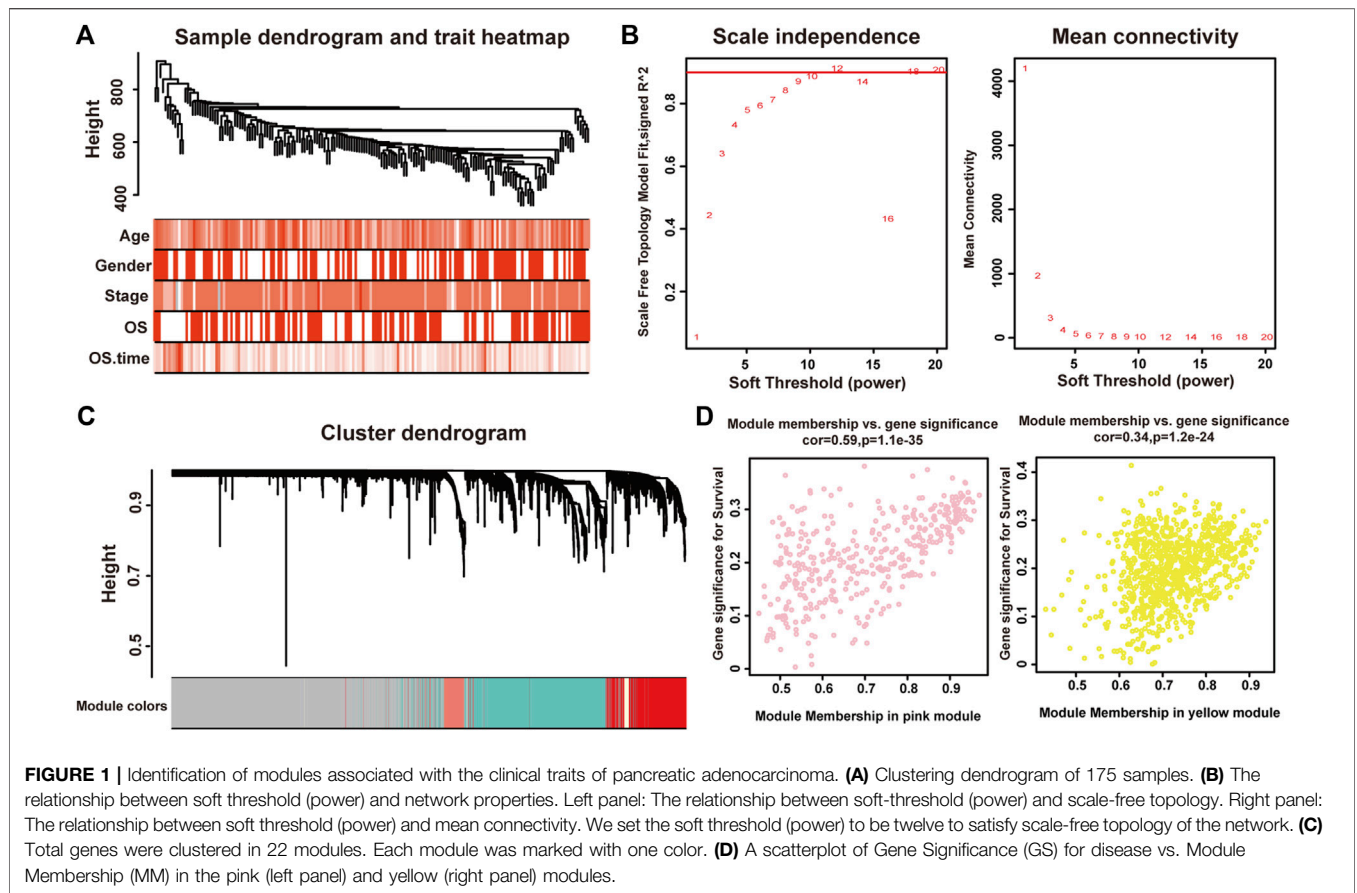 A
Sample dendrogram and trait heatmap
Height
800
600
400
Age
Gender
Stage
OS
OS.time
B
Scale independence
Scale Free Topology Model Fit,signed R^2
0.8
0.6
0.4
0.2
1
2
3
4
5
6
7
8
9
10
12
14
16
18
20
5
10
15
20
Soft Threshold (power)
Mean connectivity
Mean Connectivity
4000
3000
2000
1000
0
1
2
3
4
5
6
7
8
9
10
12
14
16
18
20
5
10
15
20
Soft Threshold (power)
C
Cluster dendrogram
Height
0.9
0.7
0.5
Module colors
D
Module membership vs. gene significance
cor=0.59,p=1.1e-35
Gene significance for Survival
0.3
0.2
0.1
0
0.5 0.6 0.7 0.8 0.9
Module Membership in pink module
Module membership vs. gene significance
cor=0.34,p=1.2e-24
Gene significance for Survival
0.4
0.3
0.2
0.1
0
0.5 0.6 0.7 0.8 0.9
Module Membership in yellow module
FIGURE 1 | Identification of modules associated with the clinical traits of pancreatic adenocarcinoma. (A) Clustering dendrogram of 175 samples. (B) The
relationship between soft threshold (power) and network properties. Left panel: The relationship between soft-threshold (power) and scale-free topology. Right panel:
The relationship between soft threshold (power) and mean connectivity. We set the soft threshold (power) to be twelve to satisfy scale-free topology of the network. (C)
Total genes were clustered in 22 modules. Each module was marked with one color. (D) A scatterplot of Gene Significance (GS) for disease vs. Module
Membership (MM) in the pink (left panel) and yellow (right panel) modules.